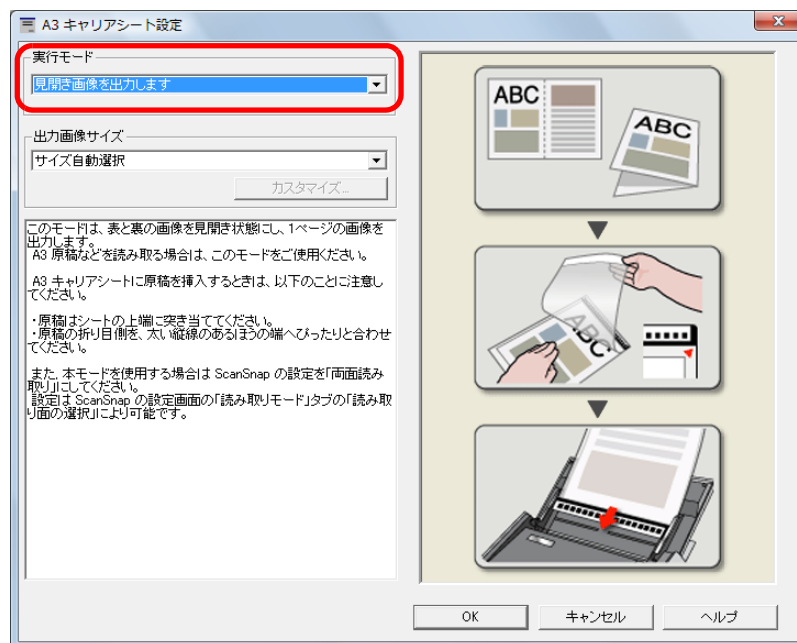 A3 キャリアシート設定
実行モード
見開き画像を出力します
出力画像サイズ
サイズ自動選択
カスタマイズ...
このモードは、表と裏の画像を見開き状態にし、1ページの画像を
出力します。
A3 原稿などを読み取る場合は、このモードをご使用ください。
A3 キャリアシートに原稿を挿入するときは、以下のことに注意し
てください。
・原稿はシートの上端に突き当ててください。
・原稿の折り目側を、太い縦線のあるほうの端へぴったりと合わせ
てください。
また、本モードを使用する場合は ScanSnap の設定を「両面読み
取り」にしてください。
設定は ScanSnap の設定画面の「読み取りモード」タブの「読み取
り面の選択」により可能です。
ABC
ABC
ABC
OK
キャンセル
ヘルプ